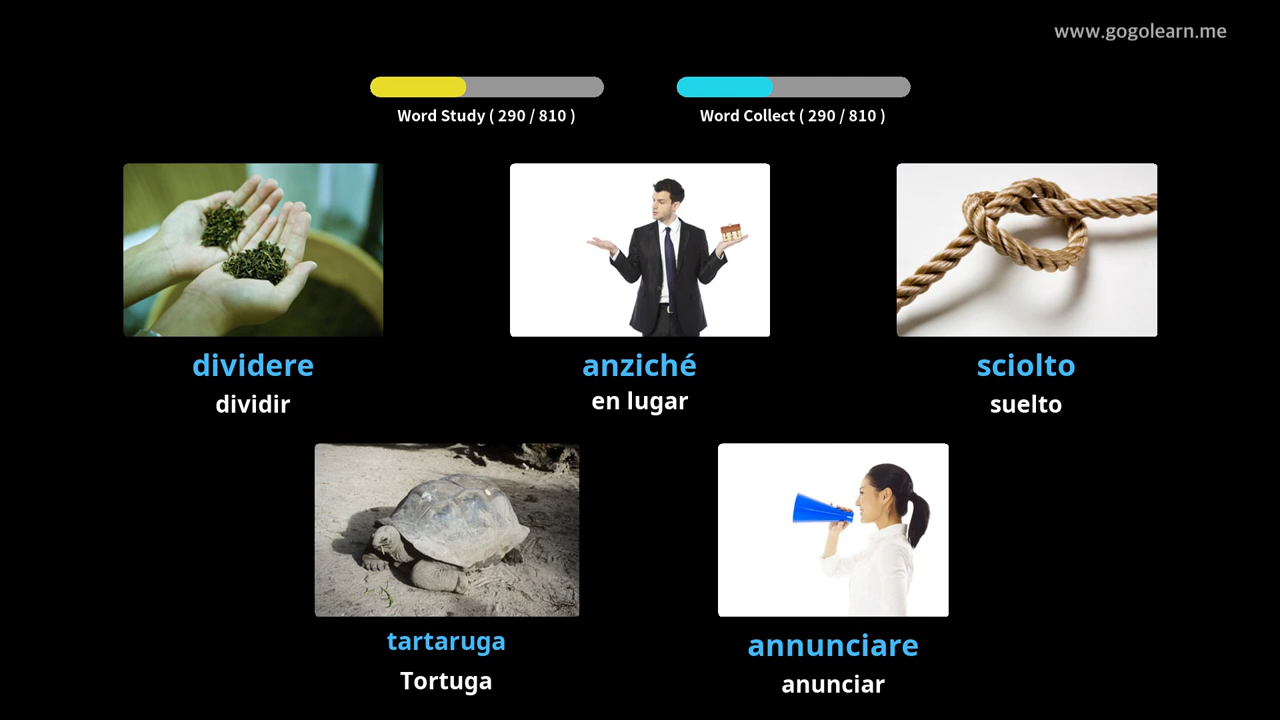 www.gogolearn.me
Word Study ( 290 / 810 )
Word Collect ( 290 / 810 )
dividere
dividir
anziché
en lugar
sciolto
suelto
tartaruga
Tortuga
annunciare
anunciar